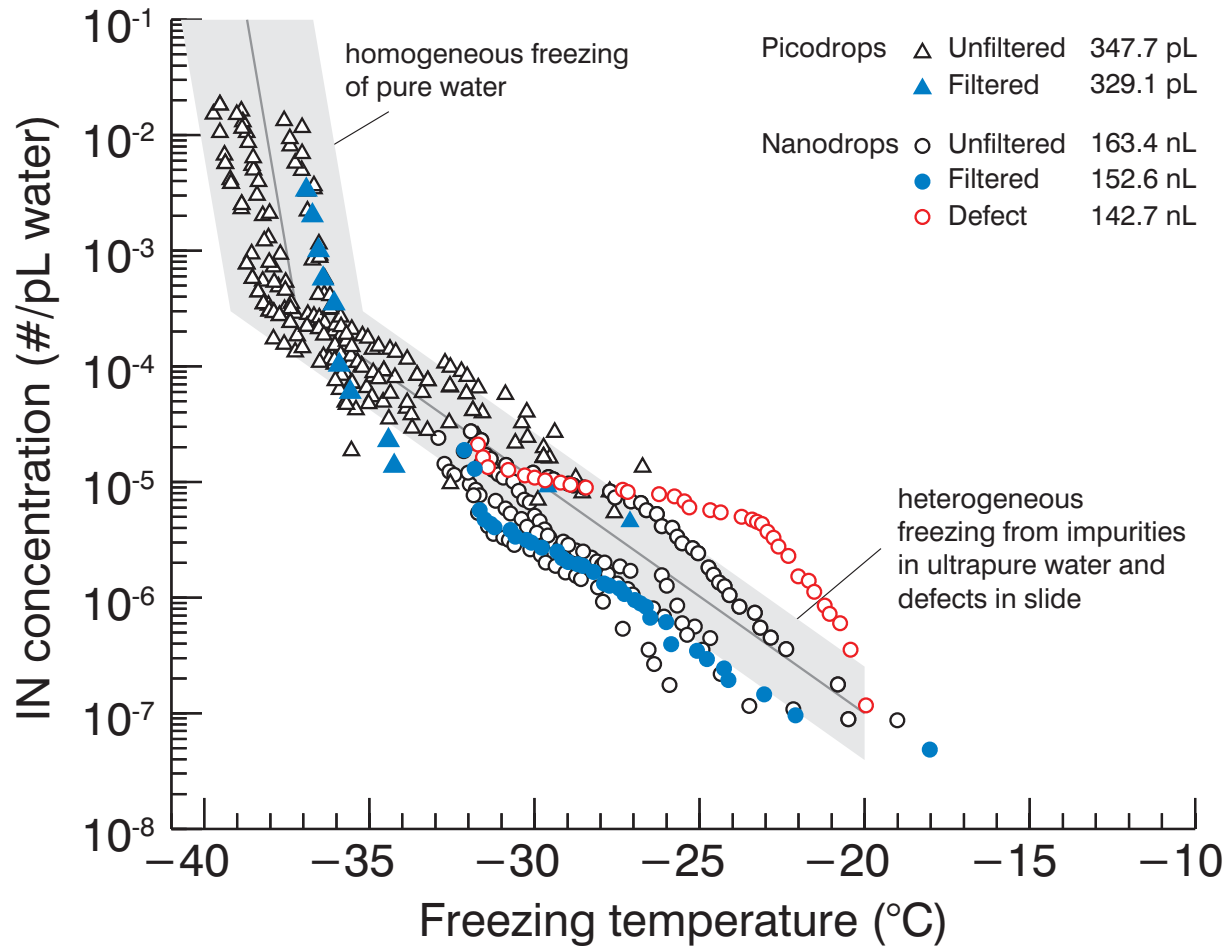 IN concentration (#/pL water)
10-1
10-2
10-3
10-4
10-5
10-6
10-7
10-8
homogeneous freezing
of pure water
Picodrops Unfiltered 347.7 pL
Filtered 329.1 pL
Nanodrops Unfiltered 163.4 nL
Filtered 152.6 nL
Defect 142.7 nL
heterogeneous
freezing from impurities
in ultrapure water and
defects in slide
−40 −35 −30 −25 −20 −15 −10
Freezing temperature (°C)